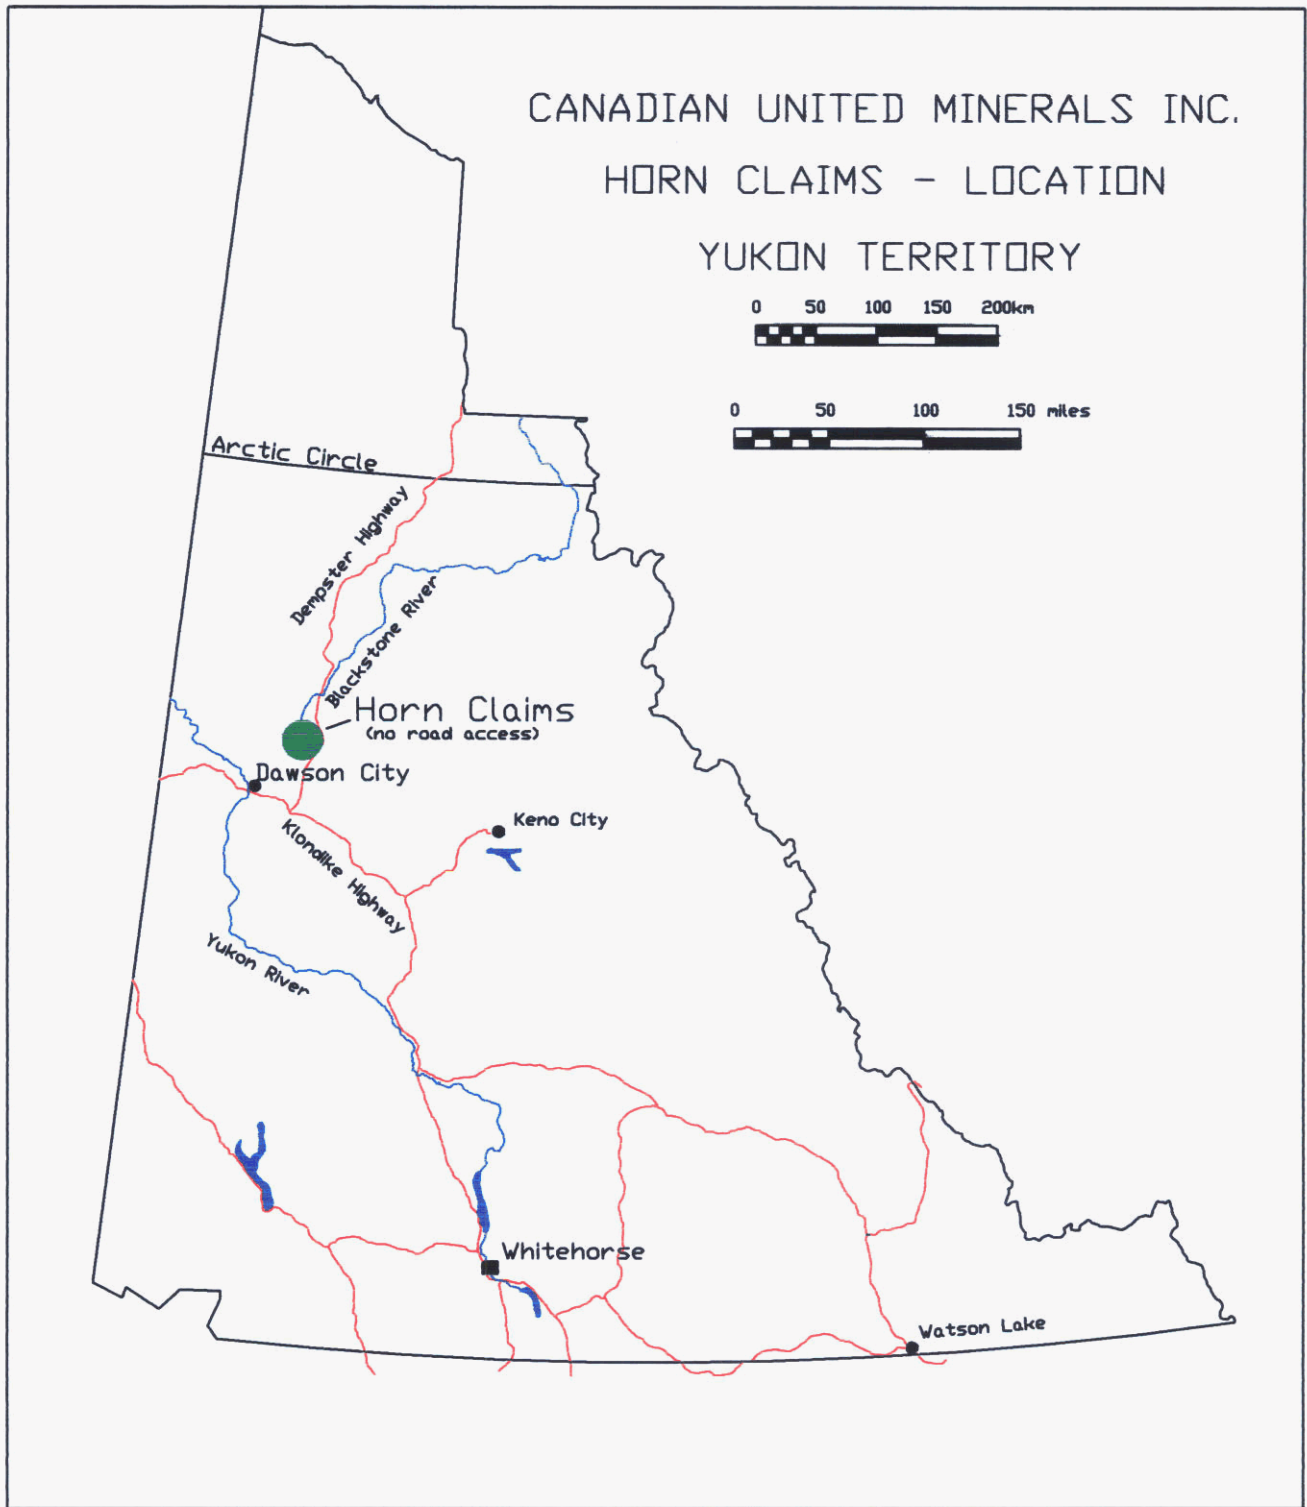 CANADIAN UNITED MINERALS INC.
HORN CLAIMS - LOCATION
YUKON TERRITORY
0 50 100 150 200km
0 50 100 150 miles
Arctic Circle
Dempster Highway
Blackstone River
Horn Claims
(no road access)
Dawson City
Keno City
Klondike Highway
Yukon River
Whitehorse
Watson Lake